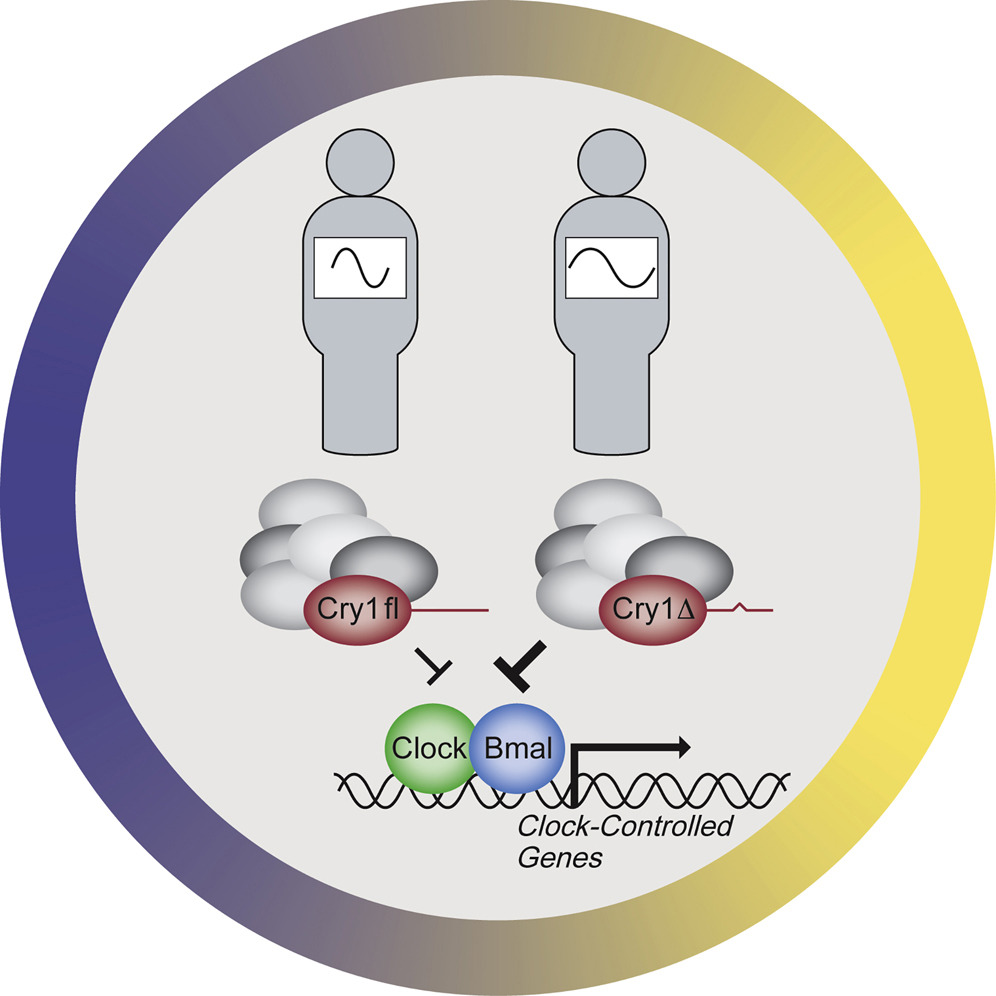 Cry1 fl
Cry1Δ
Clock
Bmal
Clock-Controlled
Genes